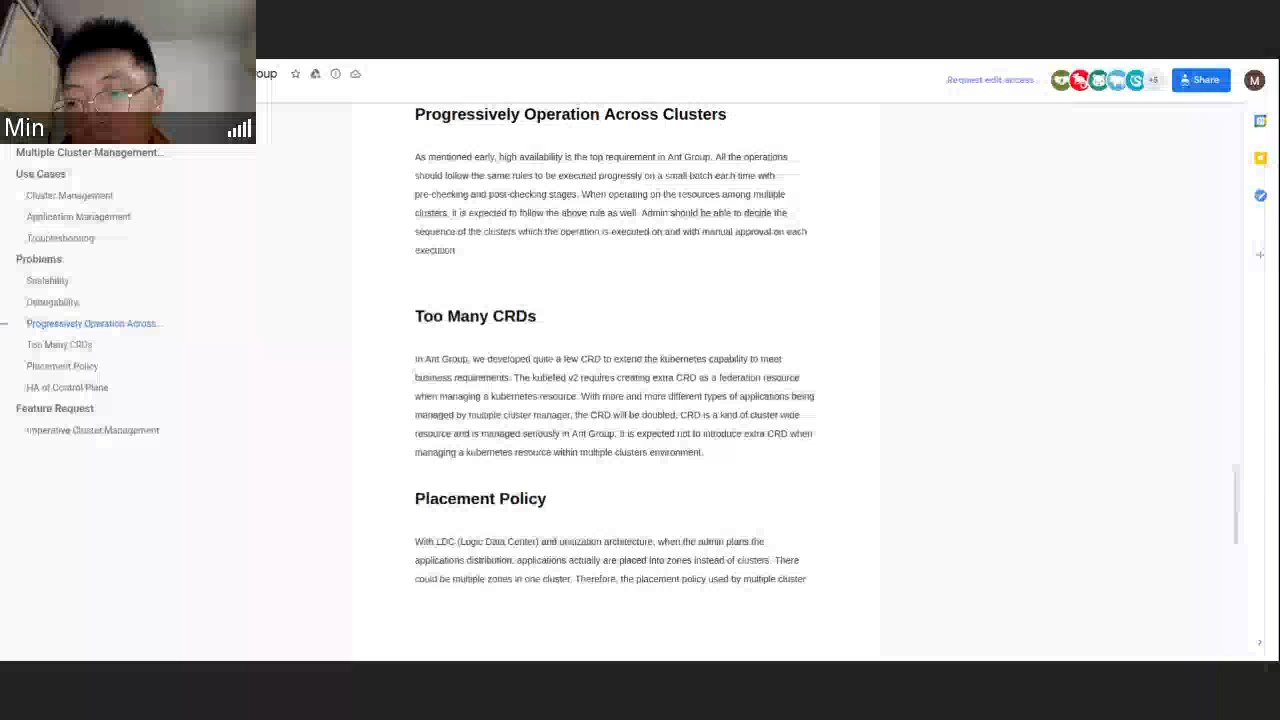 Min
oup
Request edit access
+5
Share
M
Multiple Cluster Management...
Use Cases
Cluster Management
Application Management
Troubleshooting
Problems
Scalability
Debugability
Progressively Operation Across...
Too Many CRDs
Placement Policy
HA of Control Plane
Feature Request
Imperative Cluster Management
Progressively Operation Across Clusters
As mentioned early, high availability is the top requirement in Ant Group. All the operations
should follow the same rules to be executed progressly on a small batch each time with
pre-checking and post-checking stages. When operating on the resources among multiple
clusters, it is expected to follow the above rule as well. Admin should be able to decide the
sequence of the clusters which the operation is executed on and with manual approval on each
execution.
Too Many CRDs
In Ant Group, we developed quite a few CRD to extend the kubernetes capability to meet
business requirements. The kubefed v2 requires creating extra CRD as a federation resource
when managing a kubernetes resource. With more and more different types of applications being
managed by multiple cluster manager, the CRD will be doubled. CRD is a kind of cluster wide
resource and is managed seriously in Ant Group. It is expected not to introduce extra CRD when
managing a kubernetes resource within multiple clusters environment.
Placement Policy
With LDC (Logic Data Center) and unitization architecture, when the admin plans the
applications distribution, applications actually are placed into zones instead of clusters. There
could be multiple zones in one cluster. Therefore, the placement policy used by multiple cluster